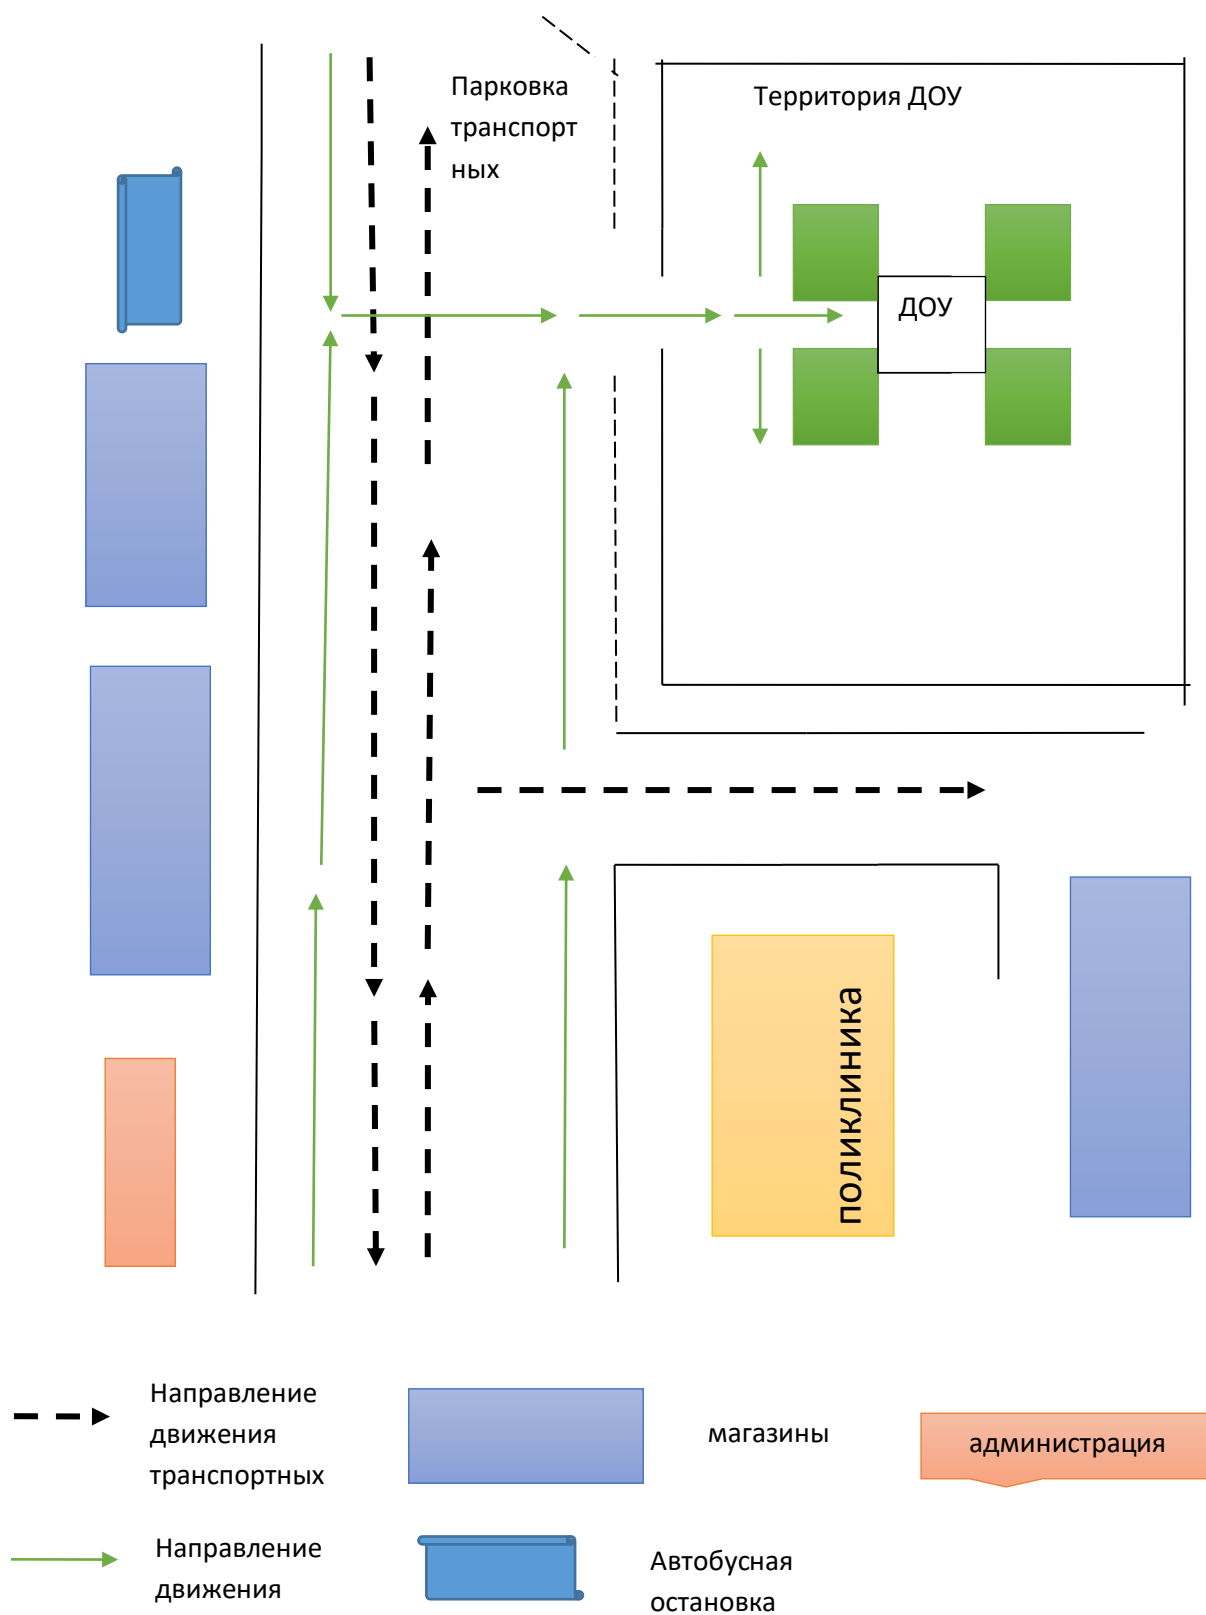 Парковка
транспорт
ных
Территория ДОУ
ДОУ
поликлиника
Направление
движения
транспортных
магазины
администрация
Направление
движения
Автобусная
остановка